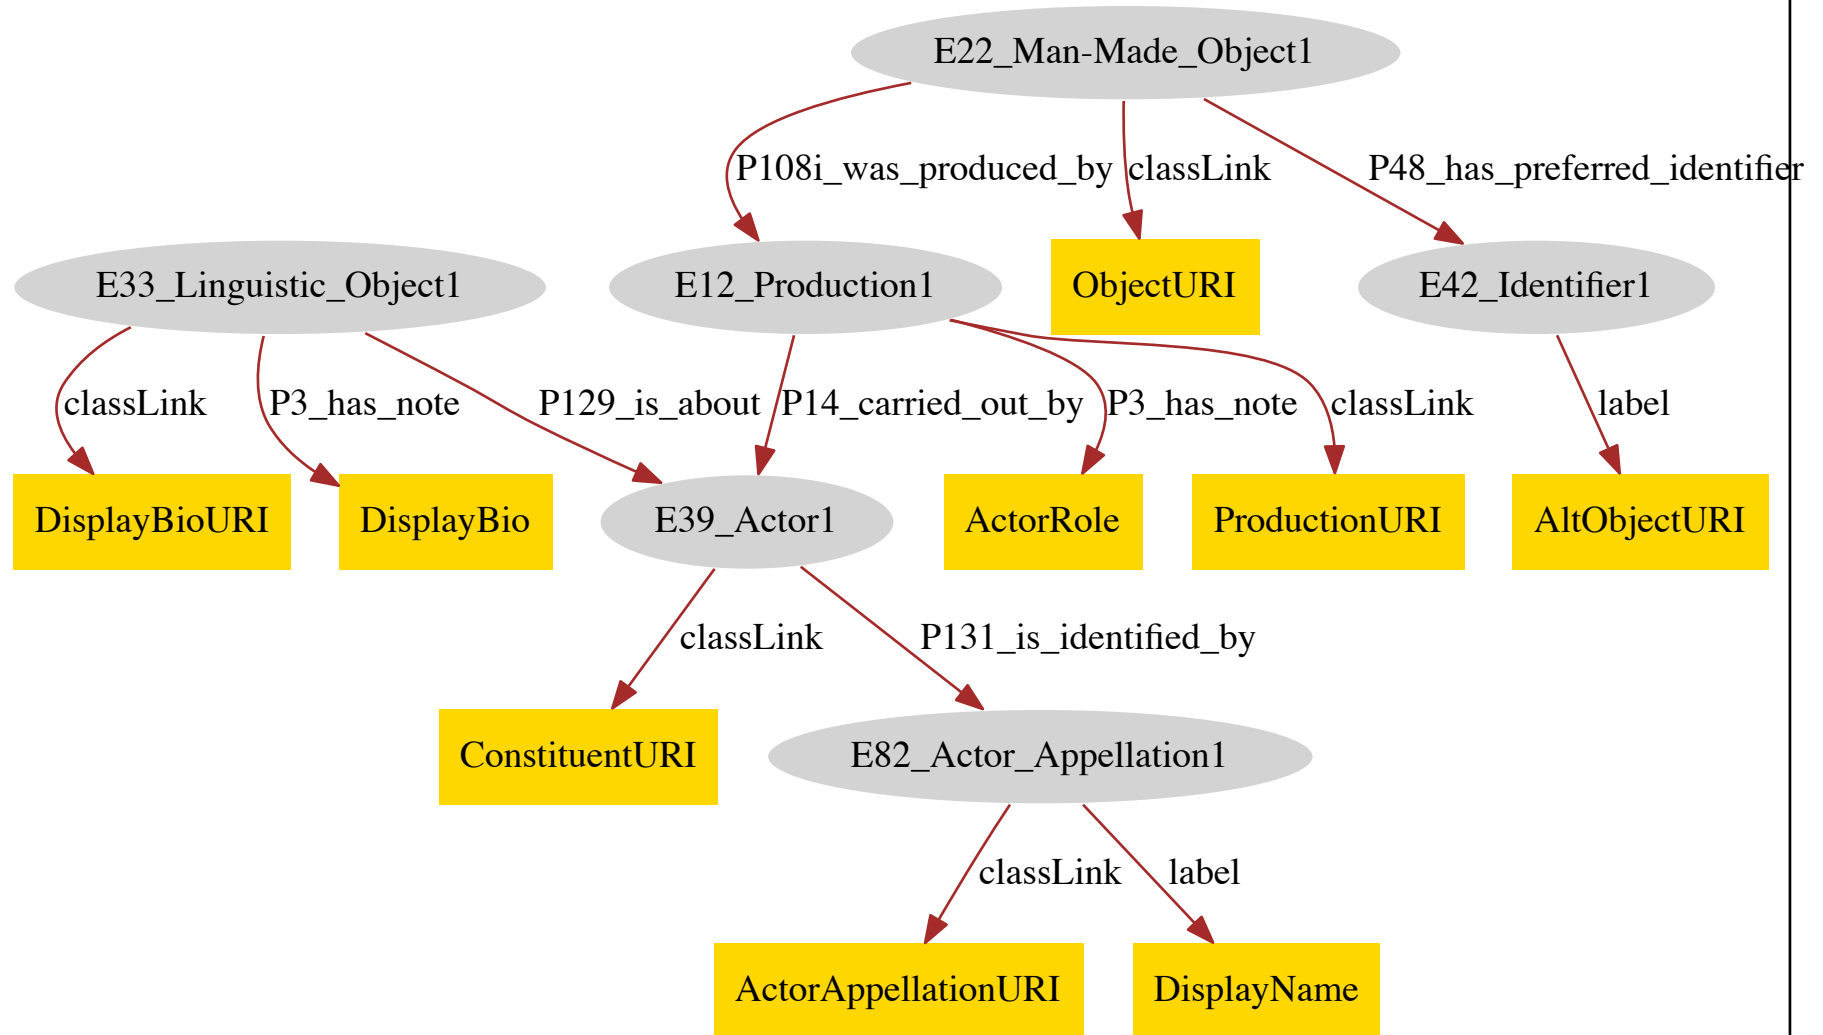 E22_Man-Made_Object1
P108i_was_produced_by
classLink
P48_has_preferred_identifier
E33_Linguistic_Object1
E12_Production1
ObjectURI
E42_Identifier1
classLink
P3_has_note
P129_is_about
P14_carried_out_by
P3_has_note
classLink
label
DisplayBioURI
DisplayBio
E39_Actor1
ActorRole
ProductionURI
AltObjectURI
classLink
P131_is_identified_by
ConstituentURI
E82_Actor_Appellation1
classLink
label
ActorAppellationURI
DisplayName